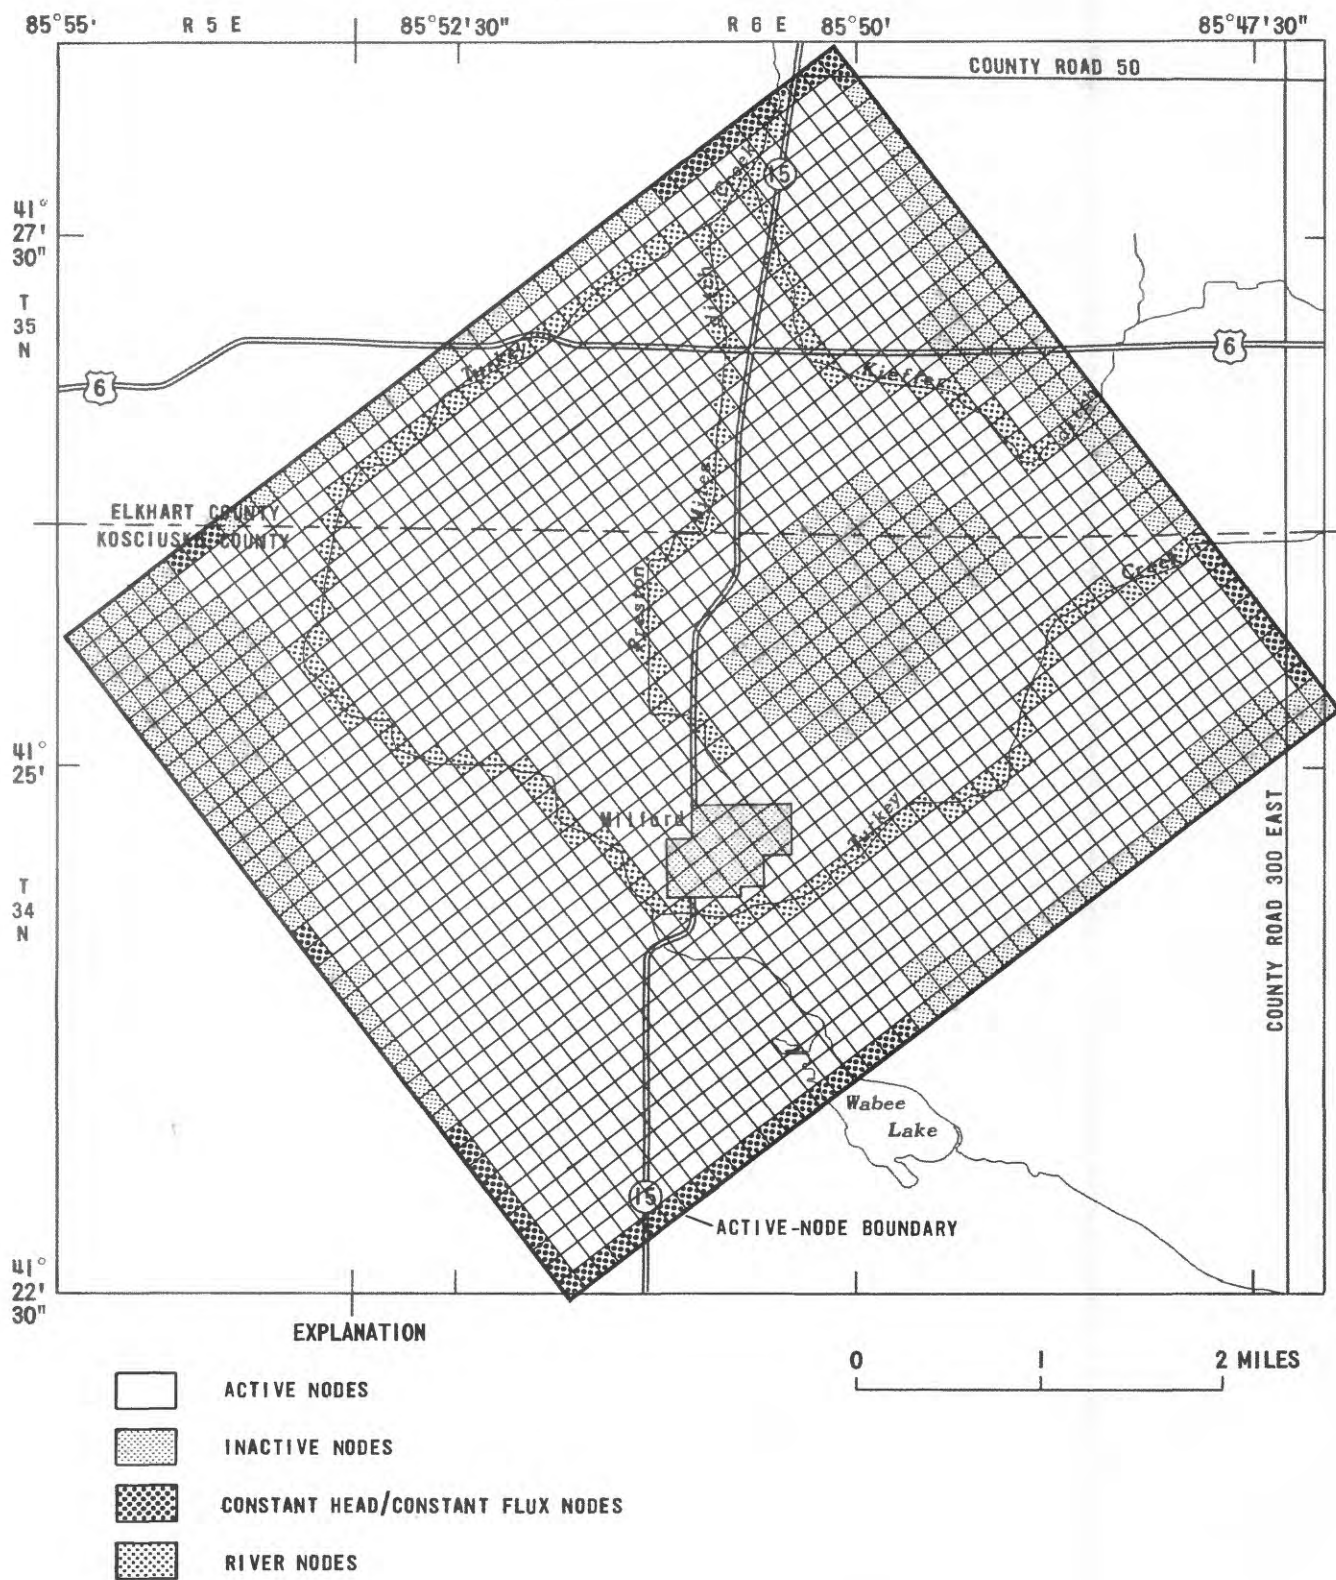 85°55' R 5 E 85°52'30" R 6 E 85°50' 85°47'30"
COUNTY ROAD 50
15
Creek
41°
27'
30"
T
35
N
ditch
6
Turkey
Kieffer
6
ditch
ELKHART COUNTY
KOSCIUSKO COUNTY
Mykes
Preston
Creek
41°
25'
Milford
Turkey
T
34
N
COUNTY ROAD 300 EAST
Wabee
Lake
15
ACTIVE-NODE BOUNDARY
41°
22'
30"
EXPLANATION
0 1 2 MILES
ACTIVE NODES
INACTIVE NODES
CONSTANT HEAD/CONSTANT FLUX NODES
RIVER NODES